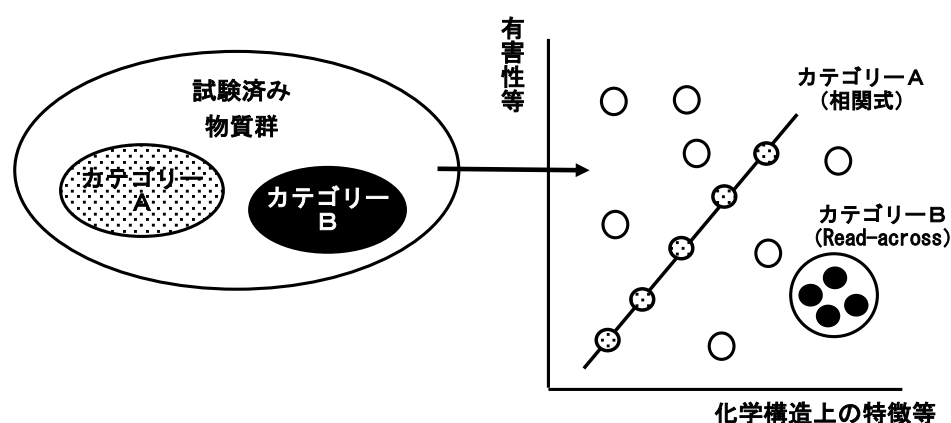 試験済み
物質群
カテゴリー
A
カテゴリー
B
有害性等
カテゴリーA
(相関式)
カテゴリーB
(Read-across)
化学構造上の特徴等